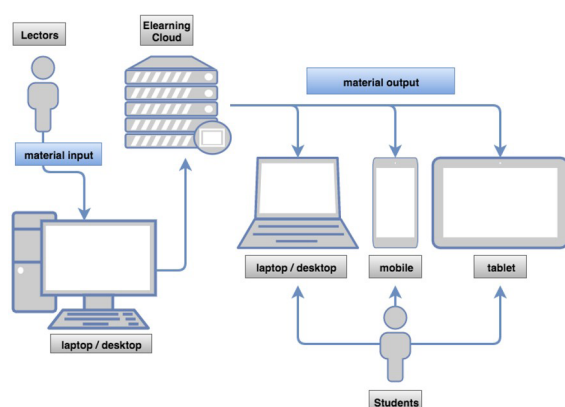 Lectors
Elearning
Cloud
material input
material output
laptop / desktop
laptop / desktop
mobile
tablet
Students